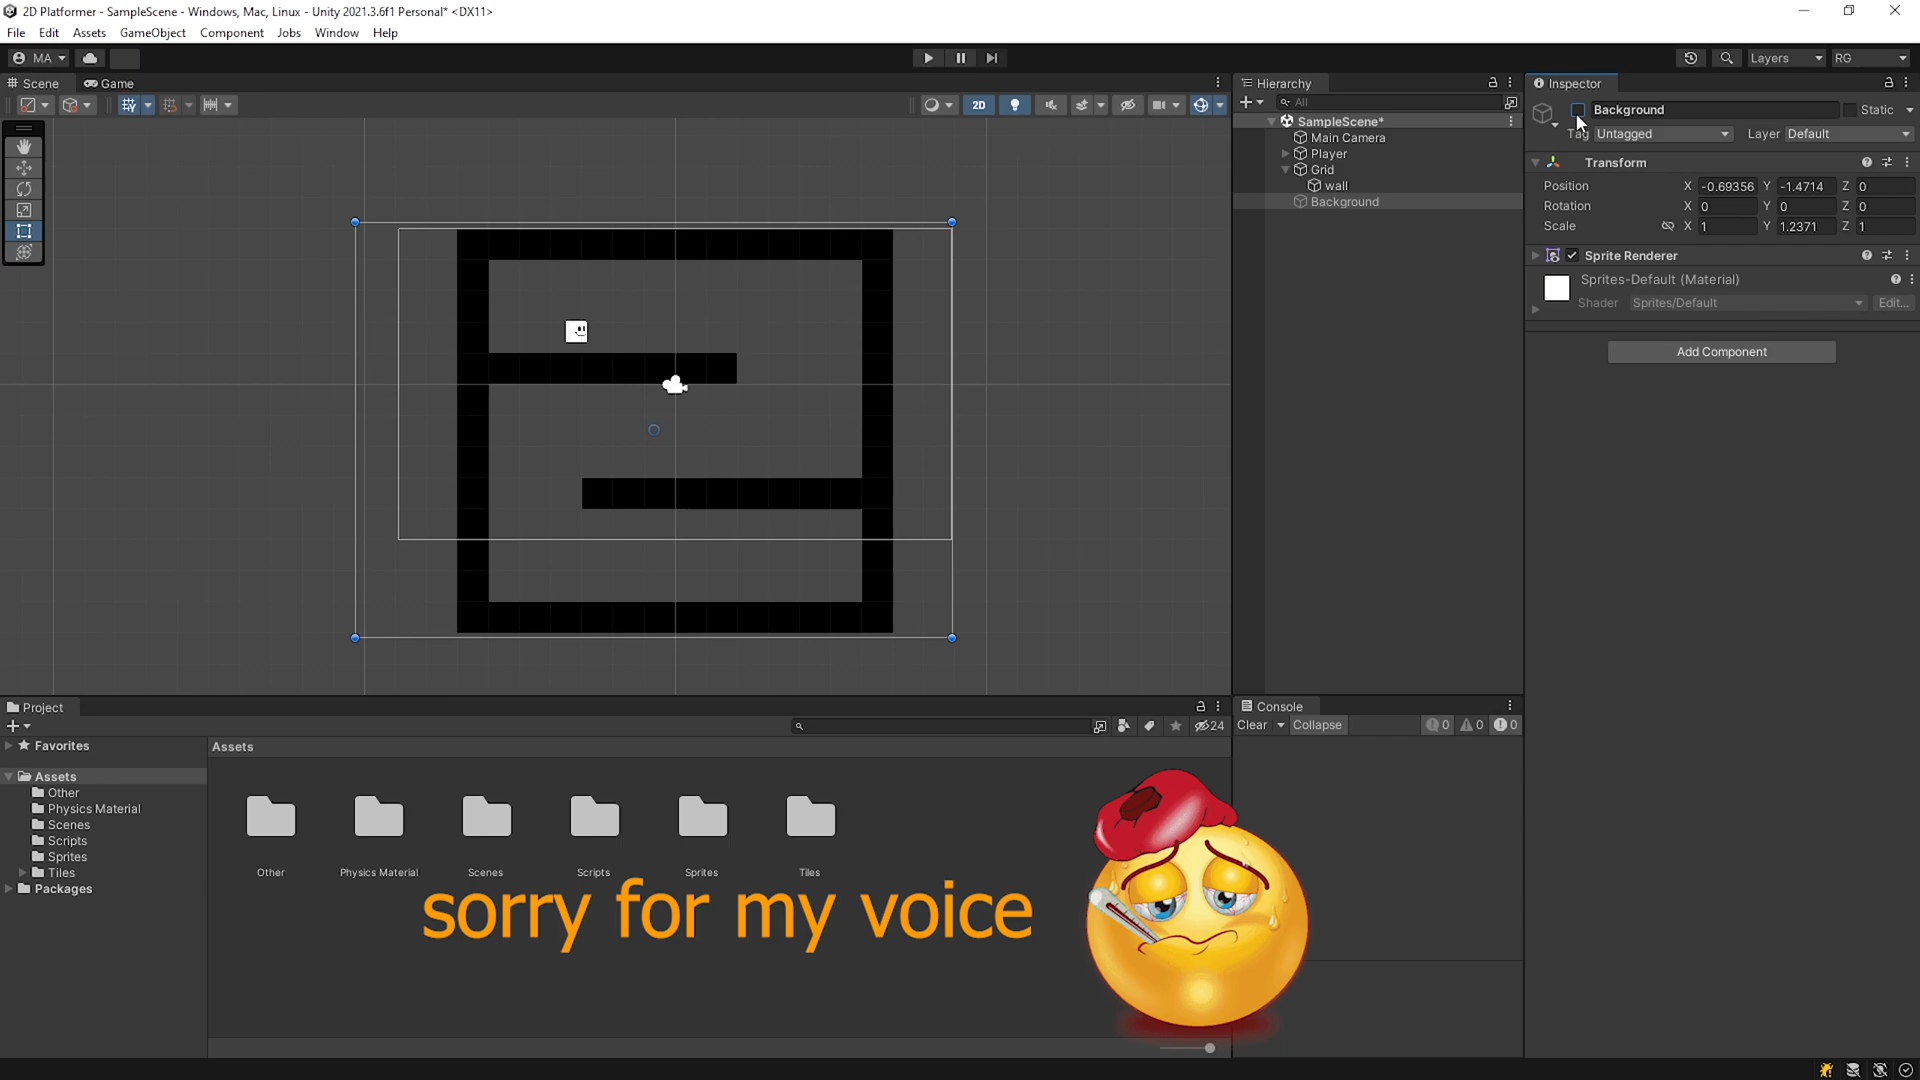 2D Platformer - SampleScene - Windows, Mac, Linux - Unity 2021.3.6f1 Personal* <DX11>
File Edit Assets GameObject Component Jobs Window Help
MA Layers RG
Scene Game Hierarchy Inspector
2D All Background Static
SampleScene* Tag Untagged Layer Default
Main Camera
Player Transform
Grid
wall Position X -0.69356 Y -1.4714 Z 0
Background Rotation X 0 Y 0 Z 0
Scale X 1 Y 1.2371 Z 1
Sprite Renderer
Sprites-Default (Material)
Shader Sprites/Default Edit...
Add Component
Project Console
24 Clear Collapse 0 0 0
Favorites Assets
Assets
Other
Physics Material
Scenes
Scripts
Sprites
Tiles
Packages
Other Physics Material Scenes Scripts Sprites Tiles
sorry for my voice